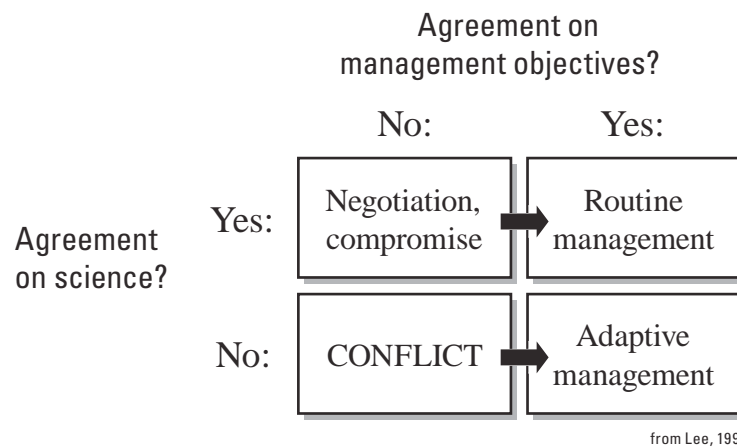 Agreement on
management objectives?
No: Yes:
Yes:
Negotiation,
compromise
Routine
management
Agreement
on science?
No:
CONFLICT
Adaptive
management
from Lee, 199